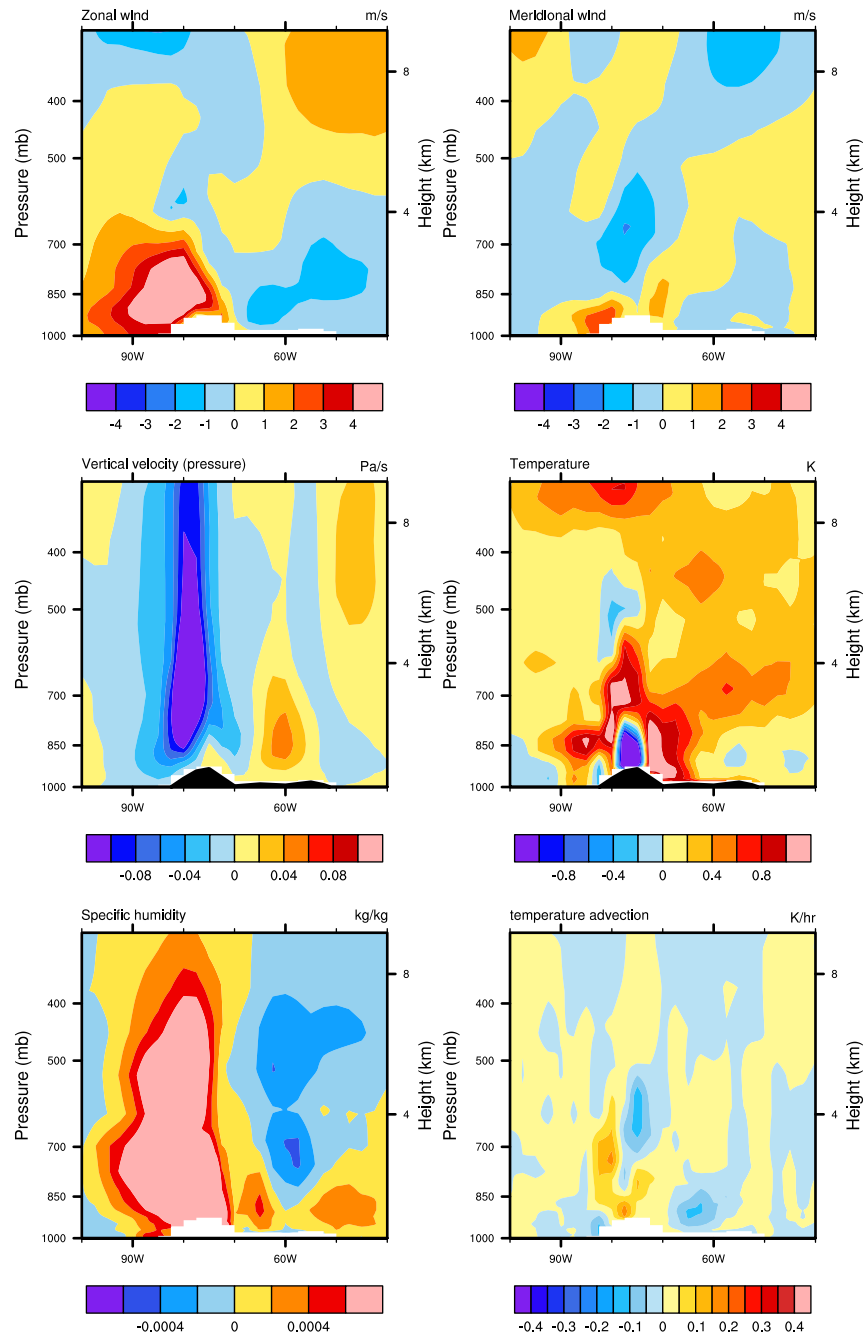 Zonal wind m/s
Meridional wind m/s
Pressure (mb)
400
500
700
850
1000
8
4
Height (km)
90W 60W
-4 -3 -2 -1 0 1 2 3 4
Pressure (mb)
400
500
700
850
1000
8
4
Height (km)
90W 60W
-4 -3 -2 -1 0 1 2 3 4
Vertical velocity (pressure) Pa/s
Temperature K
Pressure (mb)
400
500
700
850
1000
8
4
Height (km)
90W 60W
-0.08 -0.04 0 0.04 0.08
Pressure (mb)
400
500
700
850
1000
8
4
Height (km)
90W 60W
-0.8 -0.4 0 0.4 0.8
Specific humidity kg/kg
temperature advection K/hr
Pressure (mb)
400
500
700
850
1000
8
4
Height (km)
90W 60W
-0.0004 0 0.0004
Pressure (mb)
400
500
700
850
1000
8
4
Height (km)
90W 60W
-0.4 -0.3 -0.2 -0.1 0 0.1 0.2 0.3 0.4